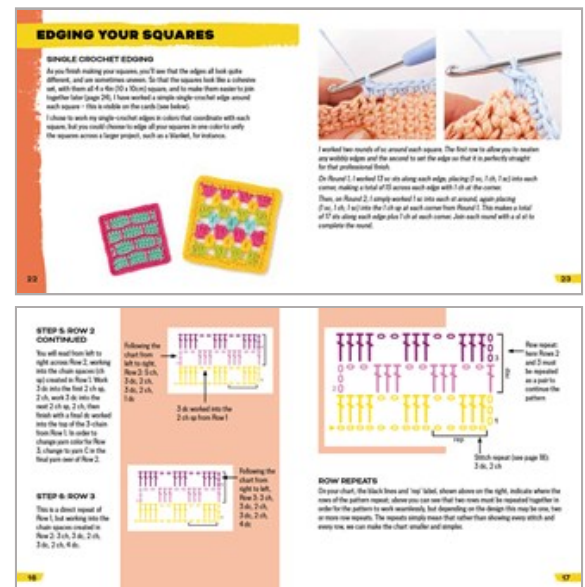 EDGING YOUR SQUARES
SINGLE CROCHET EDGING
As you finish making your squares, you'll see that the edges all look quite
different, and are sometimes uneven. So that the squares look like a cohesive
set, with them all 4 x 4in (10 x 10cm) square, and to make them easier to join
together later (page 24), I have worked a simple single-crochet edge around
each square – this is visible on the cards (see below).
I chose to work my single-crochet edges in colors that coordinate with each
square, but you could choose to edge all your squares in one color to unify
the squares across a larger project, such as a blanket, for instance.
22
I worked two rounds of sc around each square. The first row to allow you to neaten
any wobbly edges and the second to set the edge so that it is perfectly straight
for that professional finish.
On Round 1, I worked 13 sc sts along each edge, placing (1 sc, 1 ch, 1 sc) into each
corner, making a total of 15 across each edge with 1 ch at the corner.
Then, on Round 2, I simply worked 1 sc into each st around, again placing
(1 sc, 1 ch, 1 sc) into the 1 ch sp at each corner from Round 1. This makes a total
of 17 sts along each edge plus 1 ch at each corner. Join each round with a sl st to
complete the round.
23
STEP 5: ROW 2
CONTINUED
You will read from left to
right across Row 2, working
into the chain spaces (ch
sp) created in Row 1. Work
3 dc into the first 2 ch sp,
2 ch, work 3 dc into the
next 2 ch sp, 2 ch, then
finish with a final dc worked
into the top of the 3-chain
from Row 1. In order to
change yarn color for Row
3, change to yarn C in the
final yarn over of Row 2.
STEP 6: ROW 3
This is a direct repeat of
Row 1, but working into the
chain spaces created in
Row 2: 3 ch, 3 dc, 2 ch,
3 dc, 2 ch, 4 dc.
16
Following the
chart from
left to right,
Row 2: 5 ch,
3 dc, 2 ch,
3 dc, 2 ch,
1 dc
3 dc worked into the
2 ch sp from Row 1
Following the
chart from
right to left,
Row 3: 3 ch,
3 dc, 2 ch,
3 dc, 2 ch,
4 dc
rep
rep
Row repeat:
here Rows 2
and 3 must
be repeated
as a pair to
continue the
pattern
Stitch repeat (see page 18):
3 dc, 2 ch
ROW REPEATS
On your chart, the black lines and 'rep' label, shown above on the right, indicate where the
rows of the pattern repeat; above you can see that two rows must be repeated together in
order for the pattern to work seamlessly, but depending on the design this may be one, two
or more row repeats. The repeats simply mean that rather than showing every stitch and
every row, we can make the chart smaller and simpler.
17